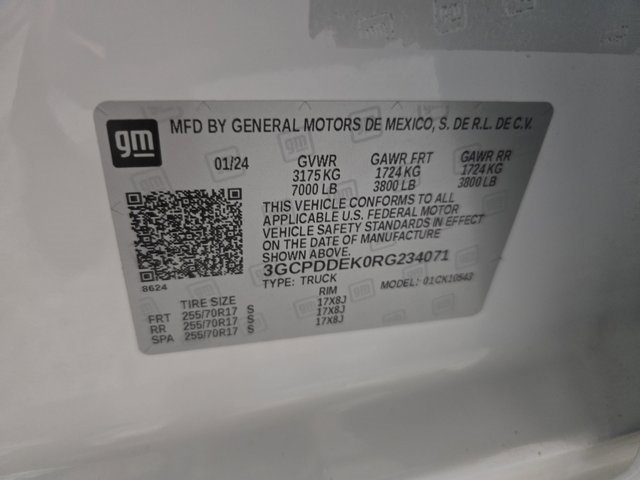 gm MFD BY GENERAL MOTORS DE MEXICO, S. DE R.L. DE C.V.
01/24 GVWR GAWR FRT GAWR RR
3175 KG 1724 KG 1724 KG
7000 LB 3800 LB 3800 LB
THIS VEHICLE CONFORMS TO ALL
APPLICABLE U.S. FEDERAL MOTOR
VEHICLE SAFETY STANDARDS IN EFFECT
ON THE DATE OF MANUFACTURE
SHOWN ABOVE.
3GCPDDEK0RG234071
8624 TYPE: TRUCK MODEL: 01CK10543
TIRE SIZE RIM
FRT 255/70R17 S 17X8J
RR 255/70R17 S 17X8J
SPA 255/70R17 S 17X8J